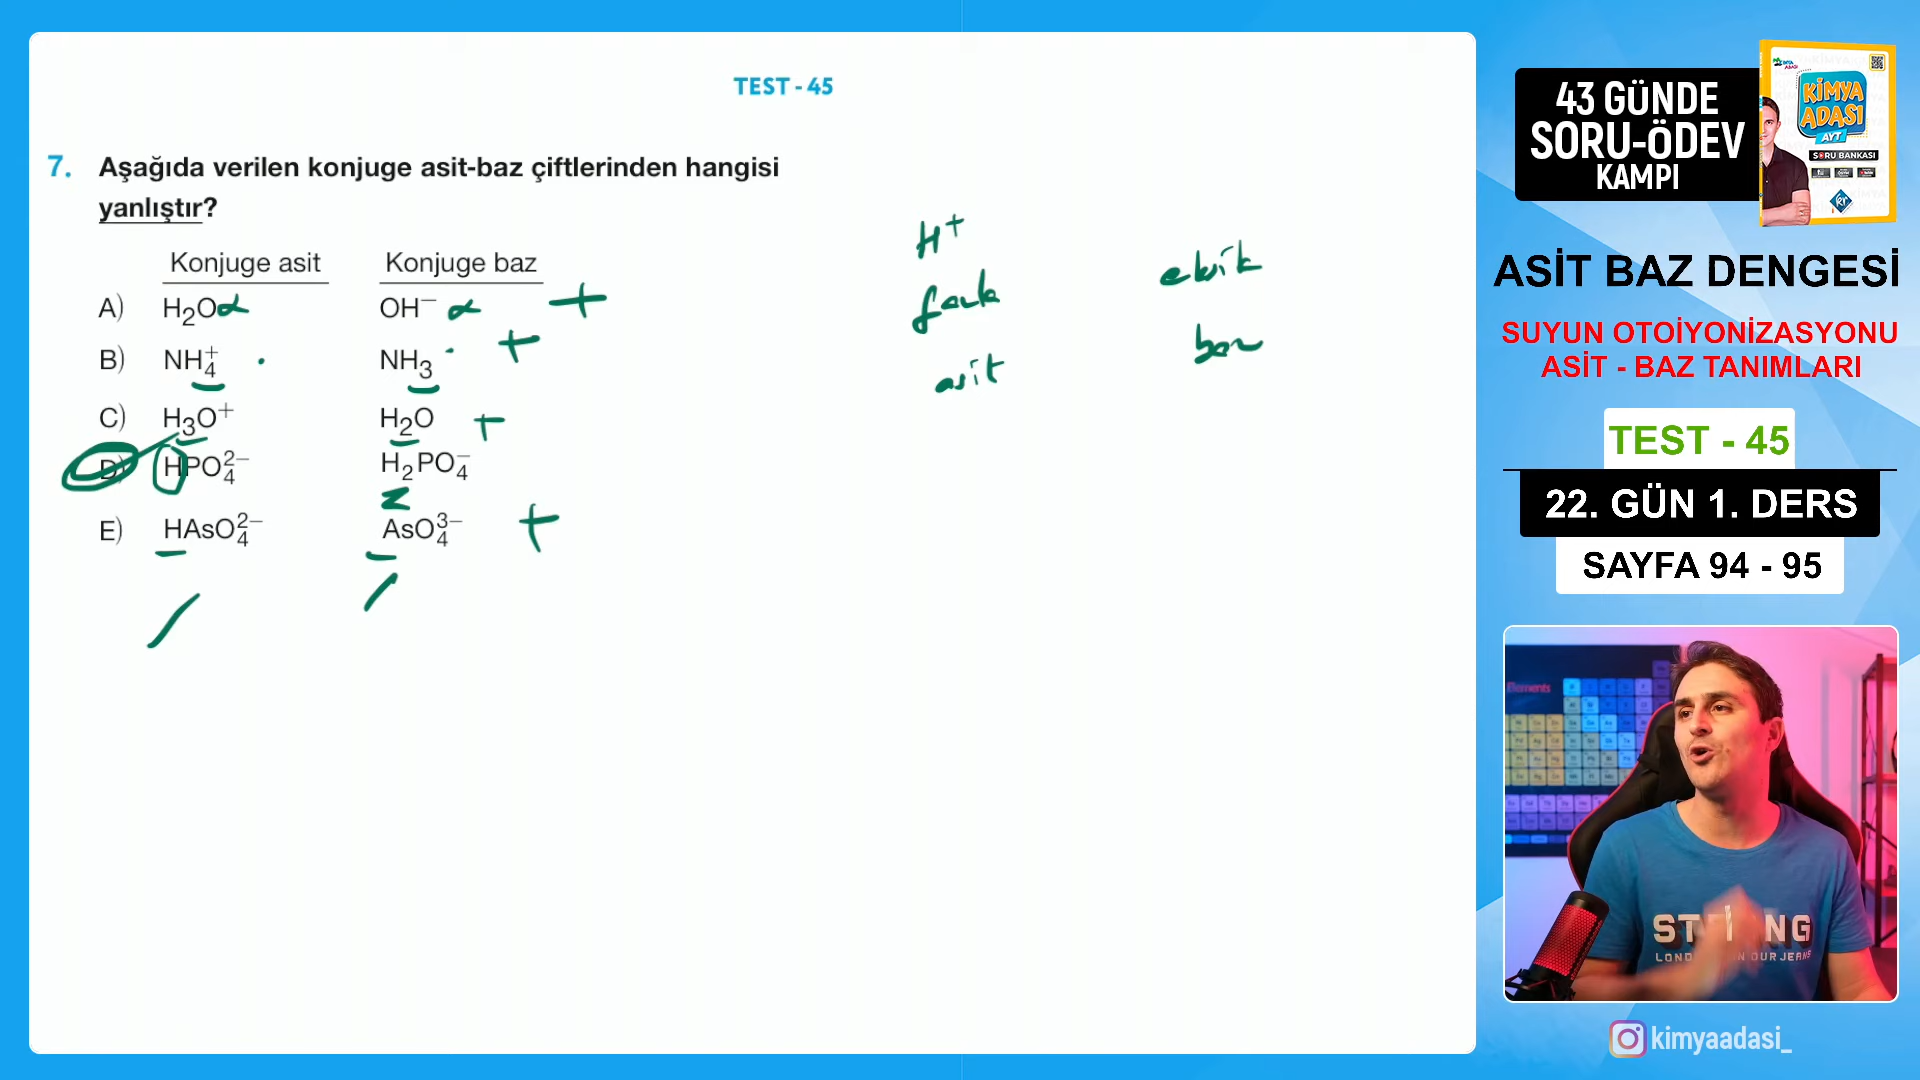 TEST - 45
7. Aşağıda verilen konjuge asit-baz çiftlerinden hangisi
yanlıştır?
Konjuge asit Konjuge baz
A) H₂O α OH⁻ α +
B) NH₄⁺ NH₃ +
C) H₃O⁺ H₂O +
D) HPO₄²⁻ H₂PO₄⁻
E) HAsO₄²⁻ AsO₄³⁻ +
H⁺
fazla eksik
asit baz
43 GÜNDE
SORU-ÖDEV
KAMPI
KİMYA
ADASI
AYT
SORU BANKASI
kr
ASİT BAZ DENGESİ
SUYUN OTOİYONİZASYONU
ASİT - BAZ TANIMLARI
TEST - 45
22. GÜN 1. DERS
SAYFA 94 - 95
kimyaadasi_